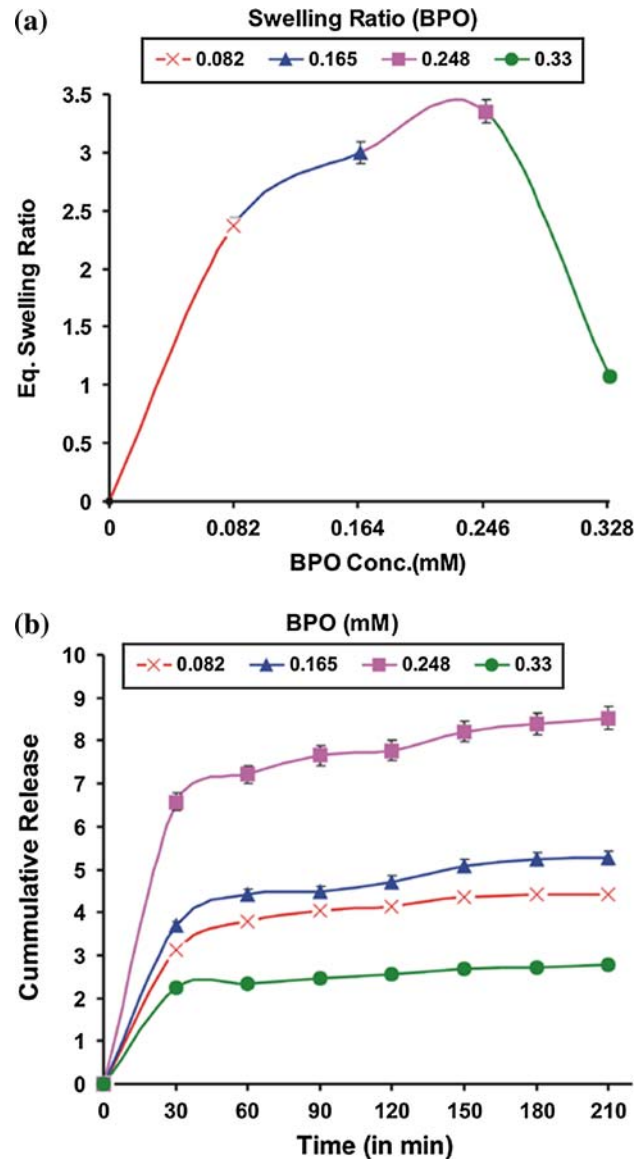 (a)
Swelling Ratio (BPO)
0.082 0.165 0.248 0.33
3.5
3
2.5
2
1.5
1
0.5
0
Eq. Swelling Ratio
0 0.082 0.164 0.246 0.328
BPO Conc.(mM)
(b)
BPO (mM)
0.082 0.165 0.248 0.33
10
9
8
7
6
5
4
3
2
1
0
Cummulative Release
0 30 60 90 120 150 180 210
Time (in min)